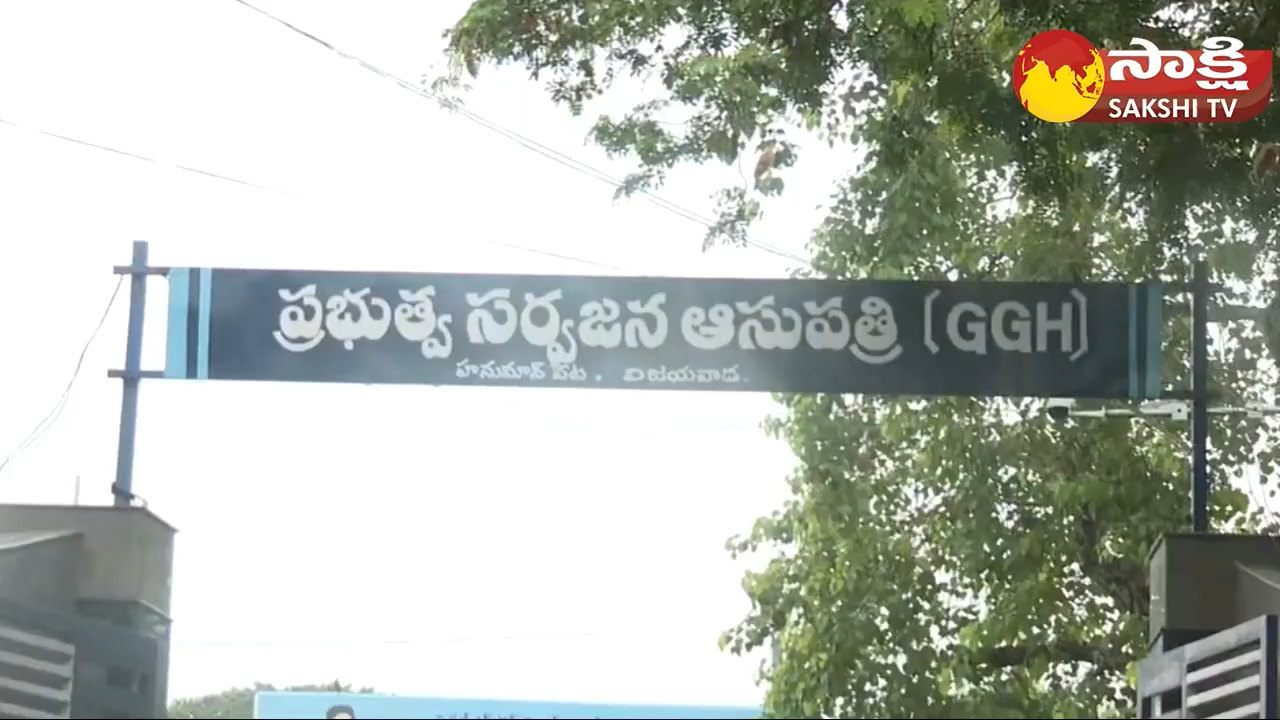 సాక్షి
SAKSHI TV
ప్రభుత్వ సర్వజన ఆసుపత్రి (GGH)
హనుమాన్ పేట , విజయవాడ.